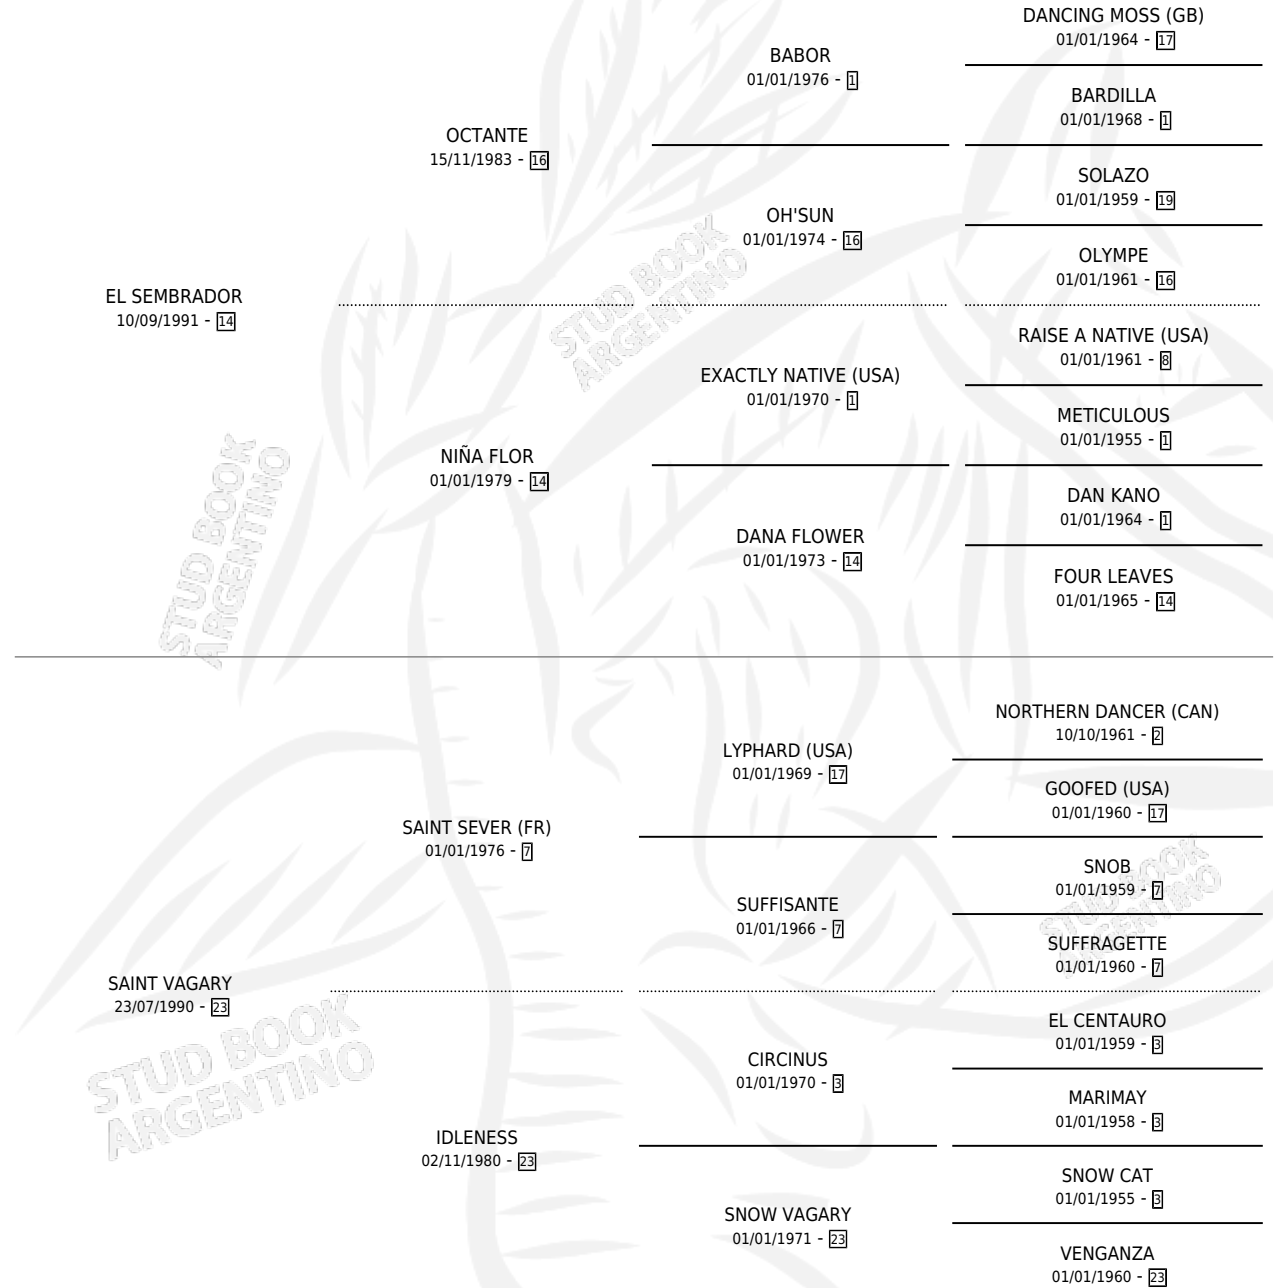 DANCING MOSS (GB)
01/01/1964 - 17
BABOR
01/01/1976 - 1
BARDILLA
01/01/1968 - 1
OCTANTE
15/11/1983 - 16
SOLAZO
01/01/1959 - 19
OH'SUN
01/01/1974 - 16
OLYMPE
01/01/1961 - 16
EL SEMBRADOR
10/09/1991 - 14
RAISE A NATIVE (USA)
01/01/1961 - 8
EXACTLY NATIVE (USA)
01/01/1970 - 1
METICULOUS
01/01/1955 - 1
NIÑA FLOR
01/01/1979 - 14
DAN KANO
01/01/1964 - 1
DANA FLOWER
01/01/1973 - 14
FOUR LEAVES
01/01/1965 - 14
NORTHERN DANCER (CAN)
10/10/1961 - 2
LYPHARD (USA)
01/01/1969 - 17
GOOFED (USA)
01/01/1960 - 17
SAINT SEVER (FR)
01/01/1976 - 7
SNOB
01/01/1959 - 7
SUFFISANTE
01/01/1966 - 7
SUFFRAGETTE
01/01/1960 - 7
SAINT VAGARY
23/07/1990 - 23
EL CENTAURO
01/01/1959 - 3
CIRCINUS
01/01/1970 - 3
MARIMAY
01/01/1958 - 3
IDLENESS
02/11/1980 - 23
SNOW CAT
01/01/1955 - 3
SNOW VAGARY
01/01/1971 - 23
VENGANZA
01/01/1960 - 23
STUD BOOK
ARGENTINO
STUD BOOK
ARGENTINO
STUD BOOK
ARGENTINO
STUD BOOK
ARGENTINO